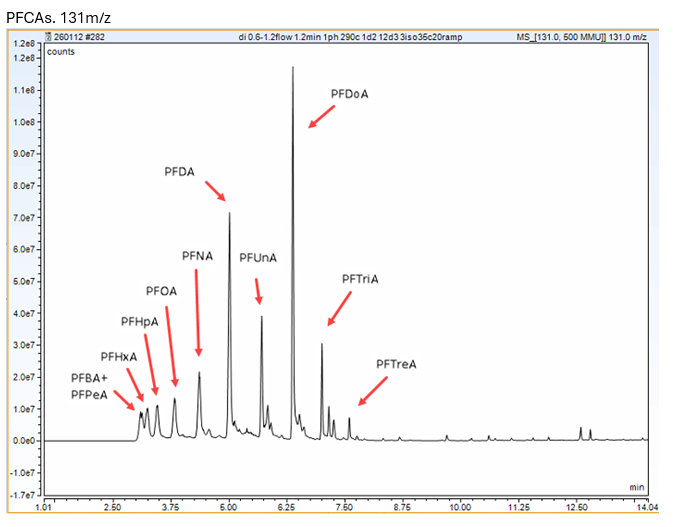 PFCAs. 131m/z
260112 #282 di 0.6-1.2flow 1.2min 1ph 290c 1d2 12d3 3iso35c20ramp MS_[131.0, 500 MMU]] 131.0 m/z
1.2e8
counts
1.2e8
1.1e8
PFDoA
1.0e8
9.0e7
PFDA
8.0e7
7.0e7
6.0e7
PFNA
PFUnA
5.0e7
PFTriA
PFOA
4.0e7
PFHpA
3.0e7
PFHxA
PFTreA
PFBA+
2.0e7
PFPeA
1.0e7
0.0e0
-1.0e7
min
-1.7e7
1.01 2.50 3.75 5.00 6.25 7.50 8.75 10.00 11.25 12.50 14.04